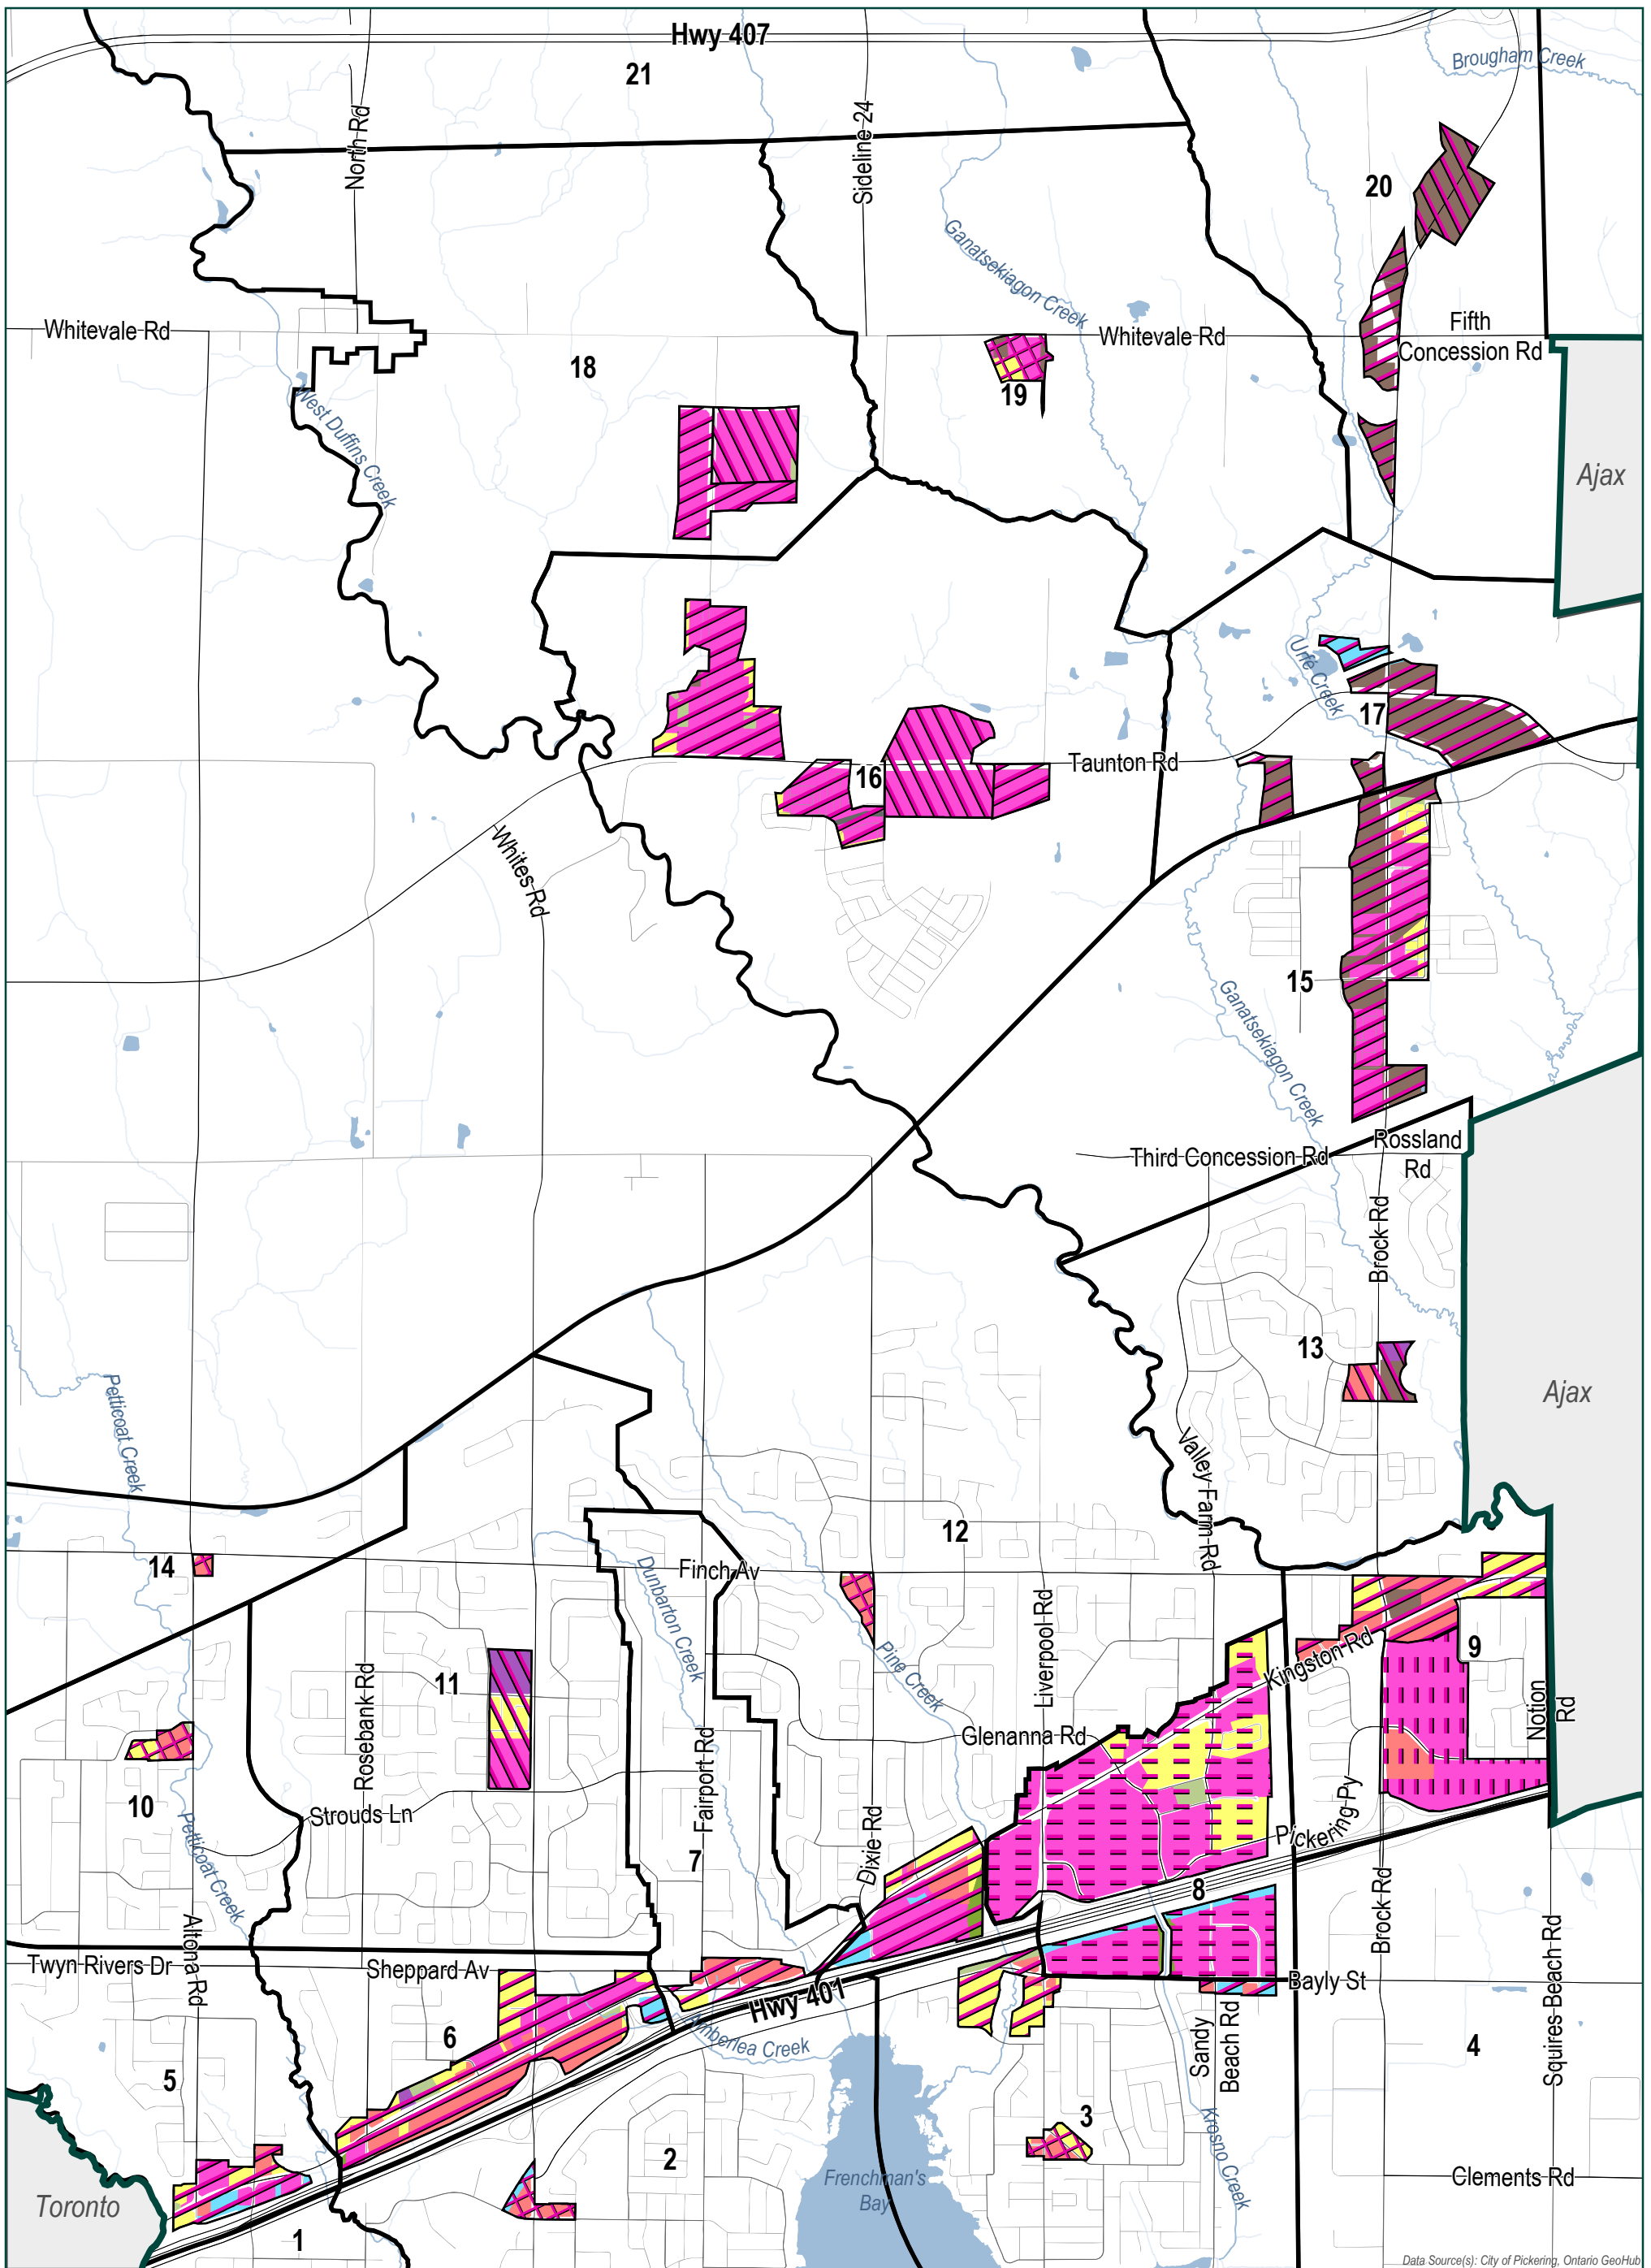 Hwy 407
21
Brougham Creek
North Rd
Sideline 24
20
Ganatsekiagon Creek
Whitevale Rd
Whitevale Rd
Fifth
Concession Rd
18
19
West Duffins Creek
Ajax
Urfe Creek
17
Taunton Rd
16
Whites Rd
15
Ganatsekiagon Creek
Rossland
Rd
Third Concession Rd
Brock Rd
13
Ajax
Petticoat Creek
Valley Farm Rd
12
14
Finch Av
Dunbarton Creek
Liverpool Rd
Kingston Rd
9
Pine Creek
Rosebank Rd
11
Notion
Rd
Glenanna Rd
Fairport Rd
10
Strouds Ln
Petticoat Creek
Dixie Rd
Pickering Py
7
8
Brock Rd
Altona Rd
Squires Beach Rd
Twyn Rivers Dr
Sheppard Av
Bayly St
Hwy 401
Amberlea Creek
6
Sandy
Beach Rd
4
5
Krosno Creek
3
2
Frenchman's
Bay
Clements Rd
Toronto
1
Data Source(s): City of Pickering, Ontario GeoHub